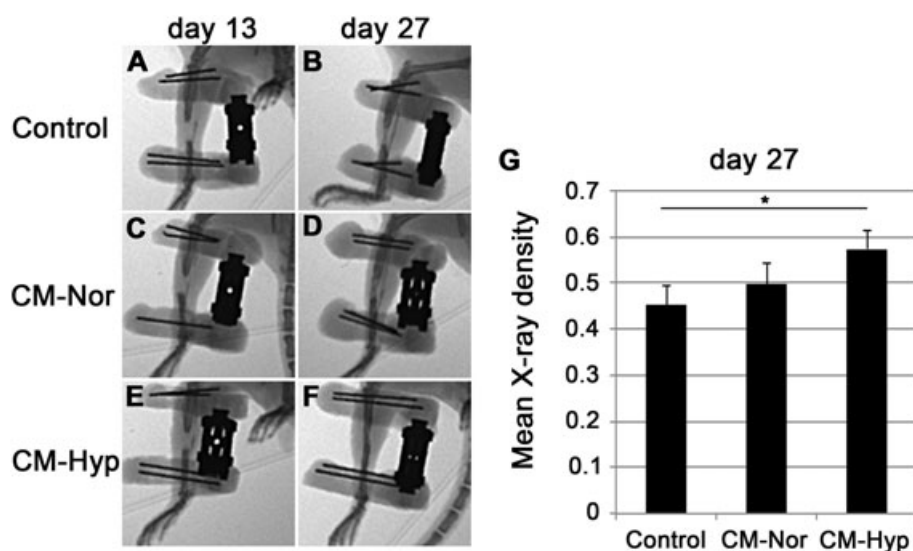 day 13 day 27
Control
A B
CM-Nor
C D
CM-Hyp
E F
G day 27
Mean X-ray density
0.7
0.6
0.5
0.4
0.3
0.2
0.1
0
*
Control CM-Nor CM-Hyp